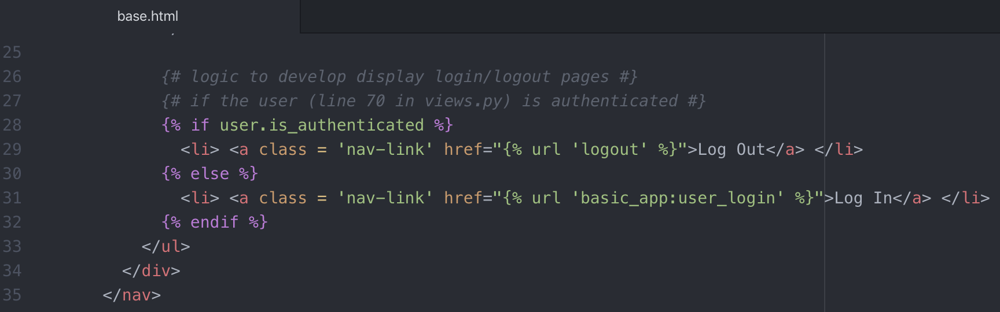 base.html
25
26 {# logic to develop display login/logout pages #}
27 {# if the user (line 70 in views.py) is authenticated #}
28 {% if user.is_authenticated %}
29 <li> <a class = 'nav-link' href="{% url 'logout' %}">Log Out</a> </li>
30 {% else %}
31 <li> <a class = 'nav-link' href="{% url 'basic_app:user_login' %}">Log In</a> </li>
32 {% endif %}
33 </ul>
34 </div>
35 </nav>